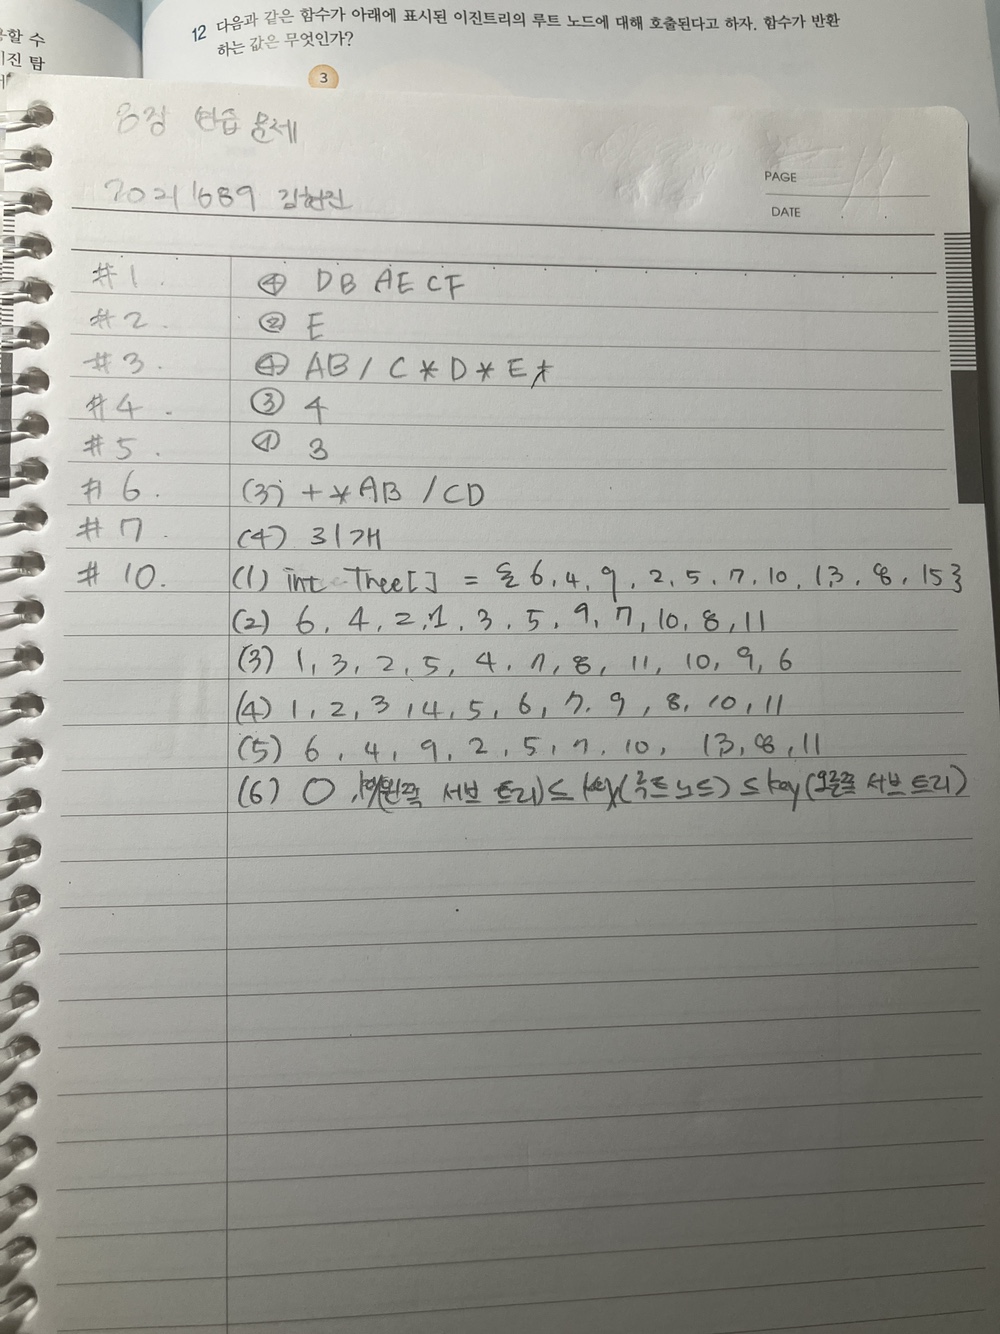 할 수
진 탐
12 다음과 같은 함수가 아래에 표시된 이진트리의 루트 노드에 대해 호출된다고 하자. 함수가 반환
하는 값은 무엇인가?
3
8장 연습 문제
20211689 김현진
PAGE
DATE
#1. ④ DB AE CF
#2. ② E
#3. ④ AB / C * D * E +
#4. ③ 4
#5. ① 3
#6. (3) + * AB / CD
#7 (4) 31개
#10. (1) int Tree[] = { 6, 4, 9, 2, 5, 7, 10, 13, 8, 15}
(2) 6, 4, 2, 1, 3, 5, 9, 7, 10, 8, 11
(3) 1, 3, 2, 5, 4, 7, 8, 11, 10, 9, 6
(4) 1, 2, 3, 4, 5, 6, 7, 9, 8, 10, 11
(5) 6, 4, 9, 2, 5, 7, 10, 13, 8, 11
(6) O, key(왼쪽 서브 트리) ≤ key(루트 노드) ≤ key(오른쪽 서브 트리)